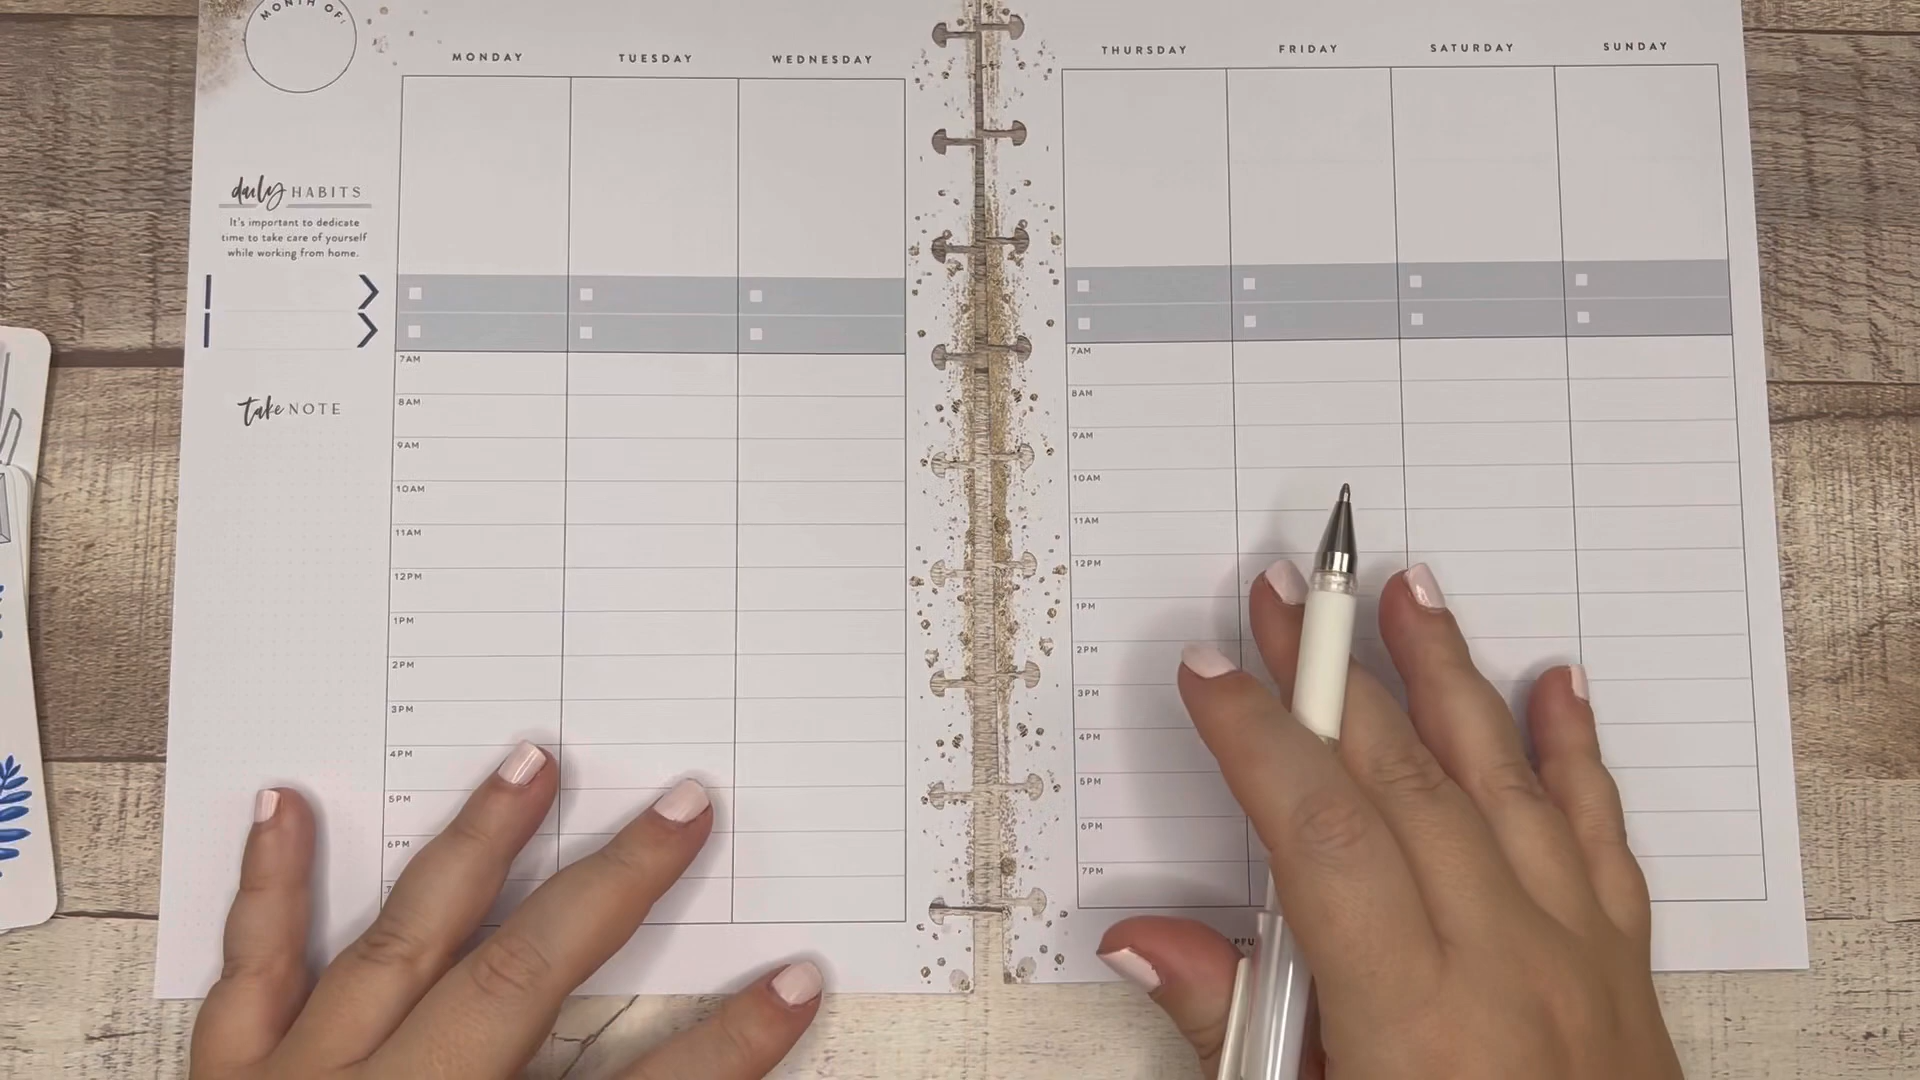 MONTH OF:
MONDAY
TUESDAY
WEDNESDAY
THURSDAY
FRIDAY
SATURDAY
SUNDAY
daily HABITS
It's important to dedicate
time to take care of yourself
while working from home.
take NOTE
7AM
8AM
9AM
10AM
11AM
12PM
1PM
2PM
3PM
4PM
5PM
6PM
7AM
8AM
9AM
10AM
11AM
12PM
1PM
2PM
3PM
4PM
5PM
6PM
7PM